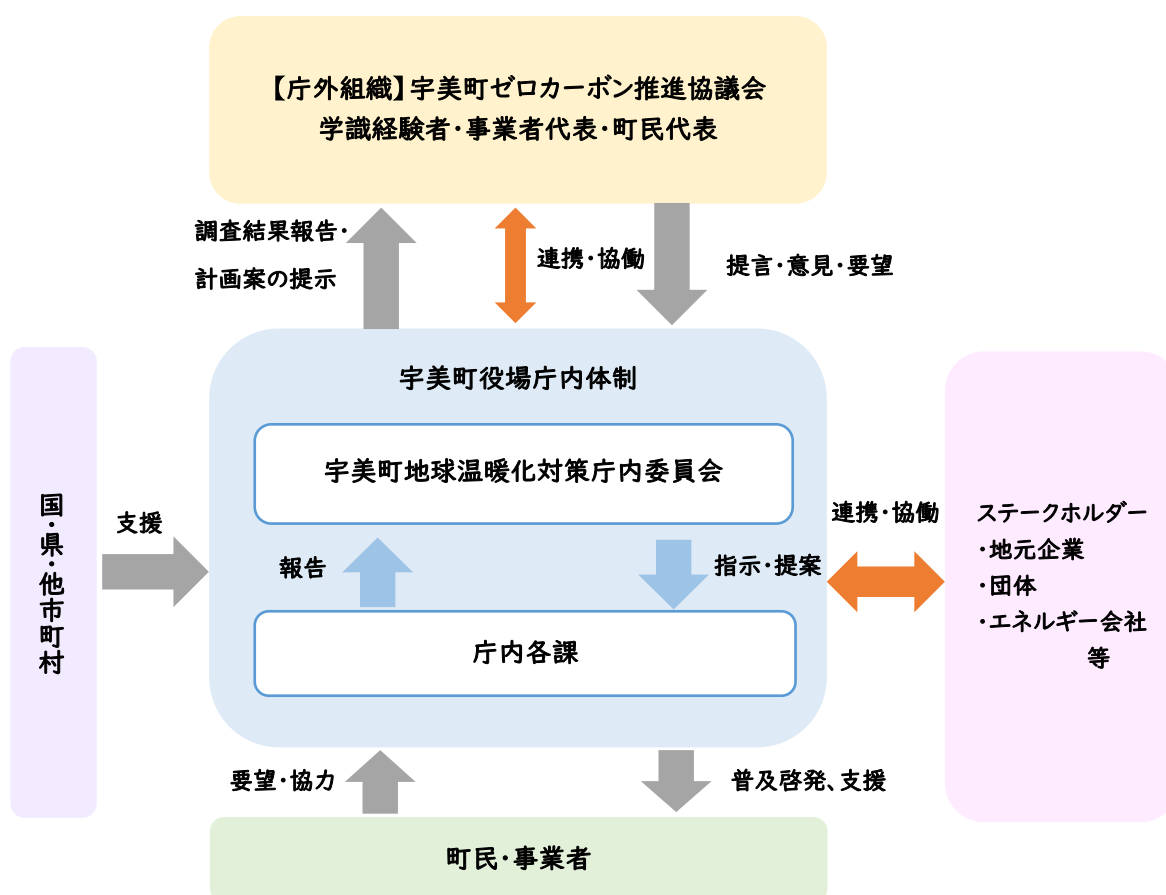 【庁外組織】宇美町ゼロカーボン推進協議会
学識経験者・事業者代表・町民代表
調査結果報告・
計画案の提示
連携・協働
提言・意見・要望
宇美町役場庁内体制
宇美町地球温暖化対策庁内委員会
報告
指示・提案
庁内各課
国・県・他市町村
支援
連携・協働
ステークホルダー
・地元企業
・団体
・エネルギー会社
等
要望・協力
普及啓発、支援
町民・事業者